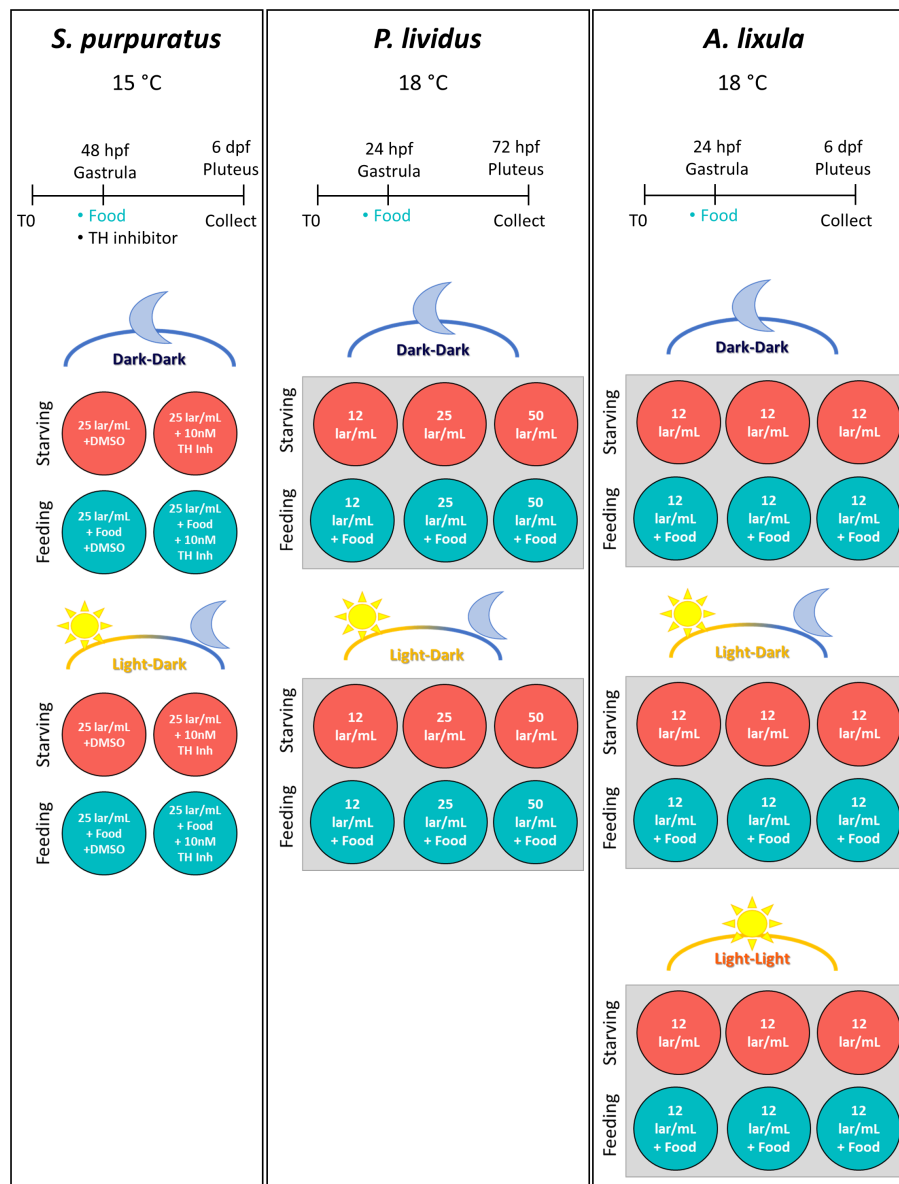 S. purpuratus
15 °C
48 hpf
Gastrula
6 dpf
Pluteus
T0
• Food
• TH inhibitor
Collect
Dark-Dark
Starving
25 lar/mL
+DMSO
25 lar/mL
+ 10nM
TH Inh
Feeding
25 lar/mL
+ Food
+DMSO
25 lar/mL
+ Food
+ 10nM
TH Inh
Light-Dark
Starving
25 lar/mL
+DMSO
25 lar/mL
+ 10nM
TH Inh
Feeding
25 lar/mL
+ Food
+DMSO
25 lar/mL
+ Food
+ 10nM
TH Inh
P. lividus
18 °C
24 hpf
Gastrula
72 hpf
Pluteus
T0
• Food
Collect
Dark-Dark
Starving
12
lar/mL
25
lar/mL
50
lar/mL
Feeding
12
lar/mL
+ Food
25
lar/mL
+ Food
50
lar/mL
+ Food
Light-Dark
Starving
12
lar/mL
25
lar/mL
50
lar/mL
Feeding
12
lar/mL
+ Food
25
lar/mL
+ Food
50
lar/mL
+ Food
A. lixula
18 °C
24 hpf
Gastrula
6 dpf
Pluteus
T0
• Food
Collect
Dark-Dark
Starving
12
lar/mL
12
lar/mL
12
lar/mL
Feeding
12
lar/mL
+ Food
12
lar/mL
+ Food
12
lar/mL
+ Food
Light-Dark
Starving
12
lar/mL
12
lar/mL
12
lar/mL
Feeding
12
lar/mL
+ Food
12
lar/mL
+ Food
12
lar/mL
+ Food
Light-Light
Starving
12
lar/mL
12
lar/mL
12
lar/mL
Feeding
12
lar/mL
+ Food
12
lar/mL
+ Food
12
lar/mL
+ Food